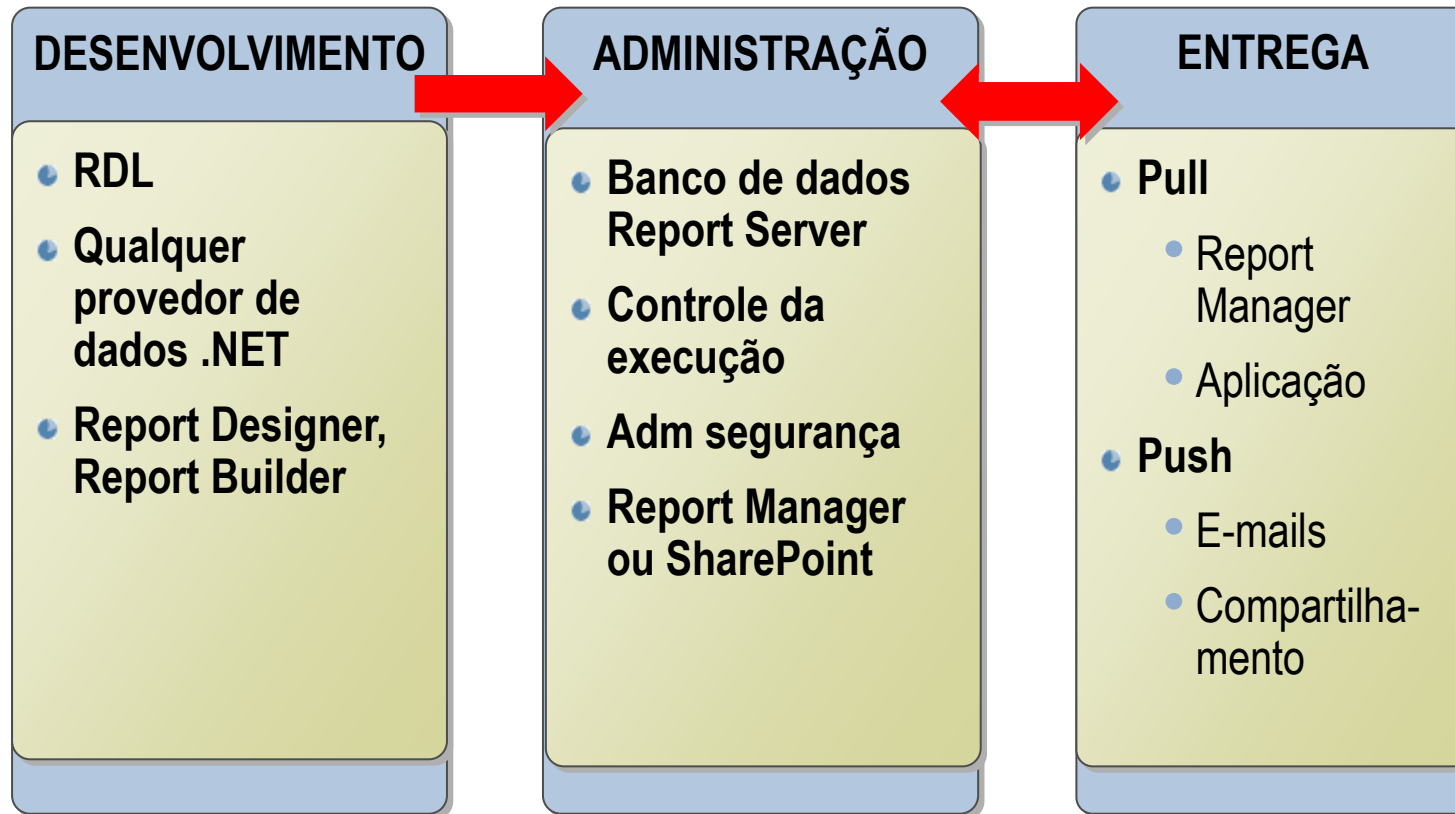 DESENVOLVIMENTO
RDL
Qualquer
provedor de
dados .NET
Report Designer,
Report Builder
ADMINISTRAÇÃO
Banco de dados
Report Server
Controle da
execução
Adm segurança
Report Manager
ou SharePoint
ENTREGA
Pull
Report
Manager
Aplicação
Push
E-mails
Compartilha-
mento